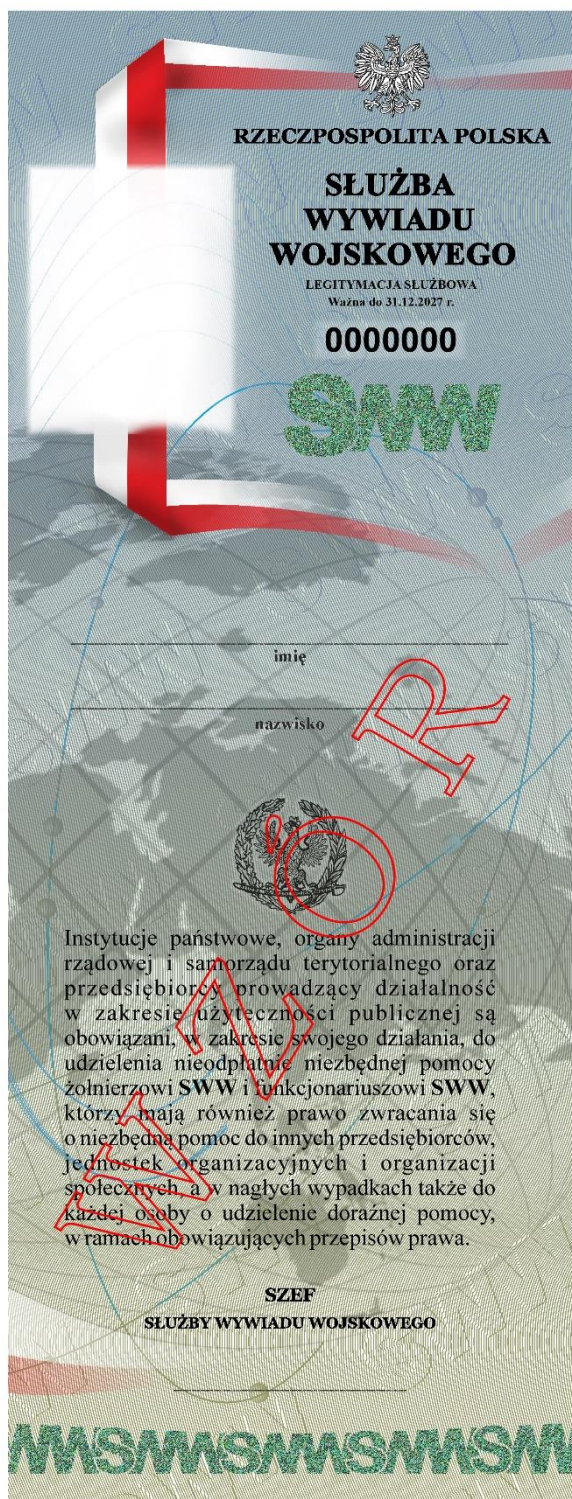 RZECZPOSPOLITA POLSKA
SŁUŻBA
WYWIADU
WOJSKOWEGO
LEGITYMACJA SŁUŻBOWA
Ważna do 31.12.2027 r.
0000000
SWW
imię
nazwisko
WZÓR
Instytucje państwowe, organy administracji
rządowej i samorządu terytorialnego oraz
przedsiębiorcy prowadzący działalność
w zakresie użyteczności publicznej są
obowiązani, w zakresie swojego działania, do
udzielenia nieodpłatnie niezbędnej pomocy
żołnierzowi SWW i funkcjonariuszowi SWW,
którzy mają również prawo zwracania się
o niezbędną pomoc do innych przedsiębiorców,
jednostek organizacyjnych i organizacji
społecznych, a w nagłych wypadkach także do
każdej osoby o udzielenie doraźnej pomocy,
w ramach obowiązujących przepisów prawa.
SZEF
SŁUŻBY WYWIADU WOJSKOWEGO
WWSWWSWWSWWSWW